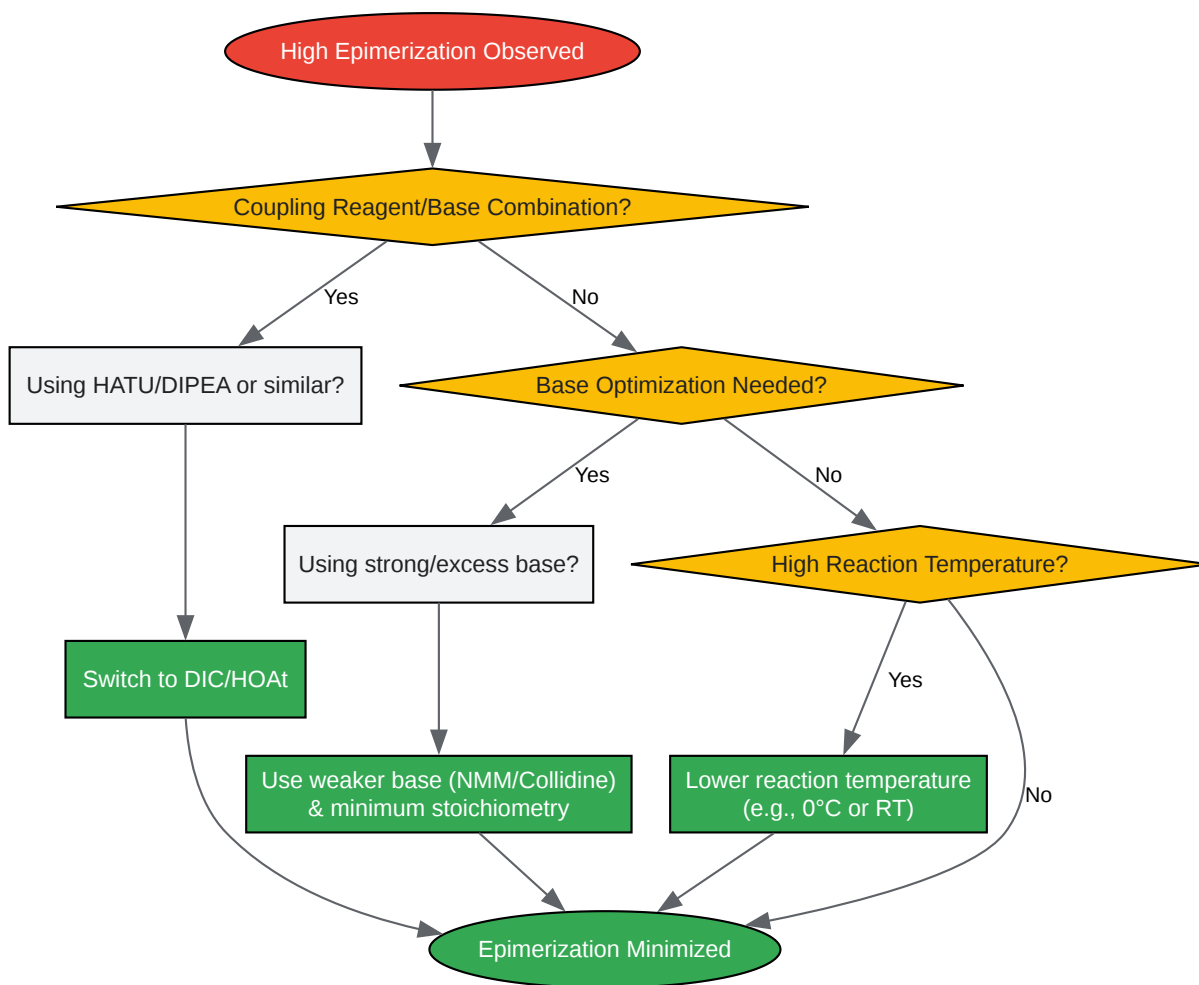 High Epimerization Observed
Coupling Reagent/Base Combination?
Yes
No
Using HATU/DIPEA or similar?
Base Optimization Needed?
Yes
No
Using strong/excess base?
High Reaction Temperature?
Switch to DIC/HOAt
Yes
No
Use weaker base (NMM/Collidine)
& minimum stoichiometry
Lower reaction temperature
(e.g., 0°C or RT)
Epimerization Minimized